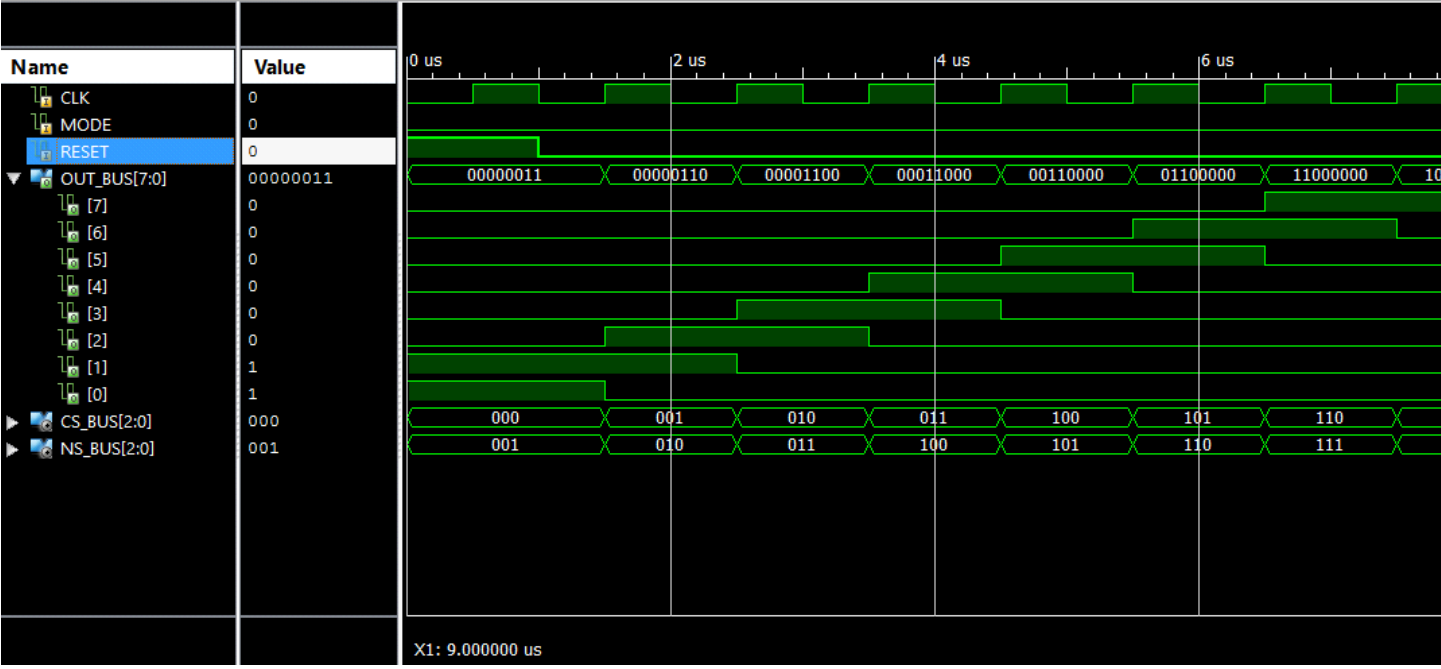 Name Value 0 us 2 us 4 us 6 us
CLK 0
MODE 0
RESET 0
OUT_BUS[7:0] 00000011 00000011 00000110 00001100 00011000 00110000 01100000 11000000 10
[7] 0
[6] 0
[5] 0
[4] 0
[3] 0
[2] 0
[1] 1
[0] 1
CS_BUS[2:0] 000 000 001 010 011 100 101 110
NS_BUS[2:0] 001 001 010 011 100 101 110 111
X1: 9.000000 us